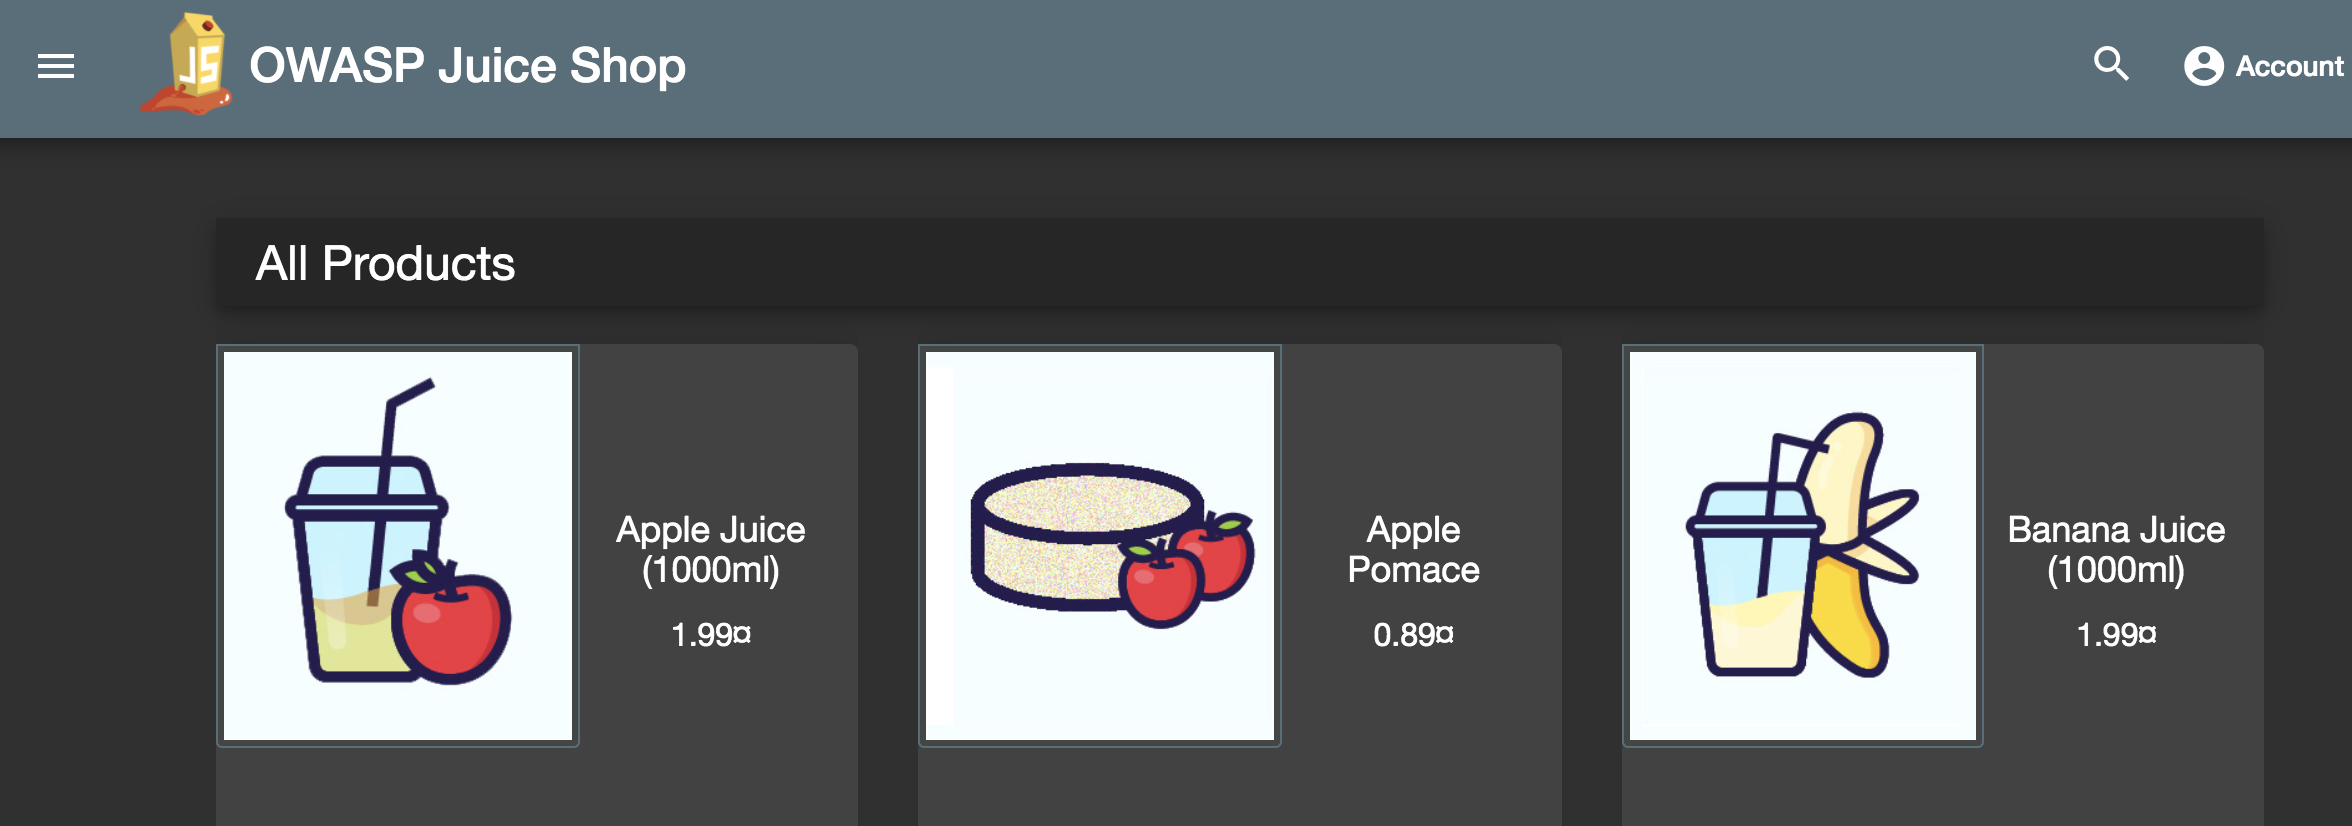 JS
OWASP Juice Shop
Account
All Products
Apple Juice
(1000ml)
1.99¤
Apple
Pomace
0.89¤
Banana Juice
(1000ml)
1.99¤